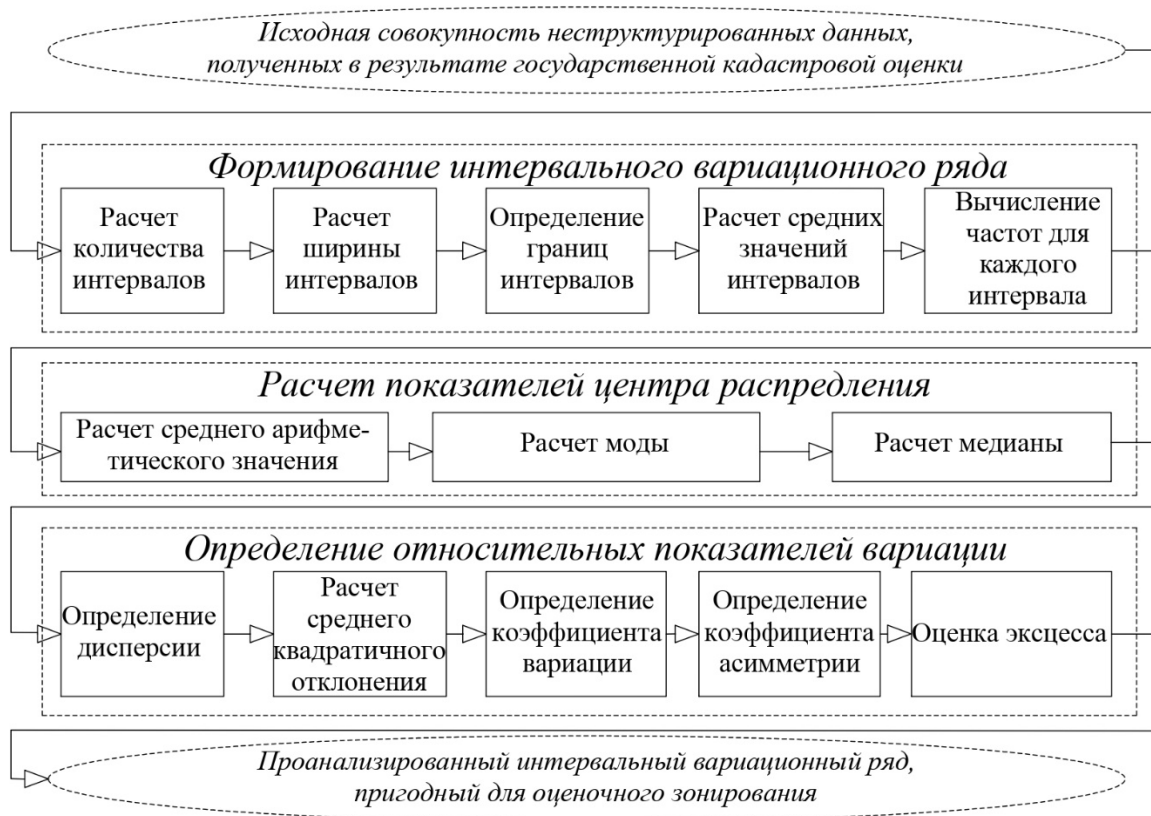 Исходная совокупность неструктурированных данных,
полученных в результате государственной кадастровой оценки
Формирование интервального вариационного ряда
Расчет
количества
интервалов
Расчет
ширины
интервалов
Определение
границ
интервалов
Расчет средних
значений
интервалов
Вычисление
частот для
каждого
интервала
Расчет показателей центра распредления
Расчет среднего арифме-
тического значения
Расчет моды
Расчет медианы
Определение относительных показателей вариации
Определение
дисперсии
Расчет
среднего
квадратичного
отклонения
Определение
коэффициента
вариации
Определение
коэффициента
асимметрии
Оценка эксцесса
Проанализированный интервальный вариационный ряд,
пригодный для оценочного зонирования